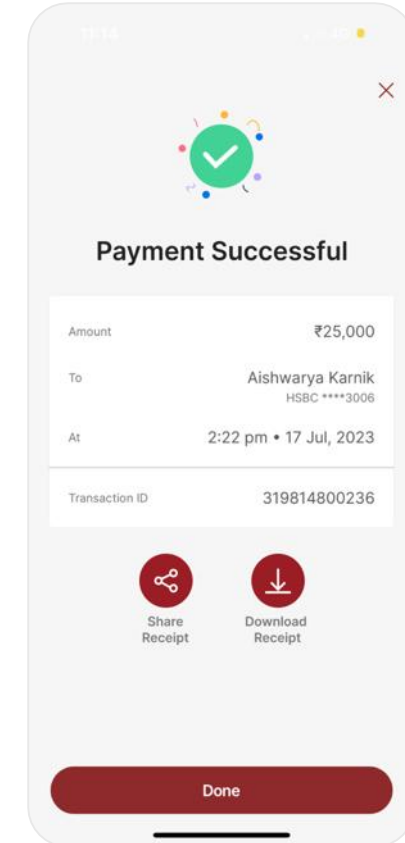 Payment Successful
Amount ₹25,000
To Aishwarya Karnik
HSBC ****3006
At 2:22 pm • 17 Jul, 2023
Transaction ID 319814800236
Share Download
Receipt Receipt
Done